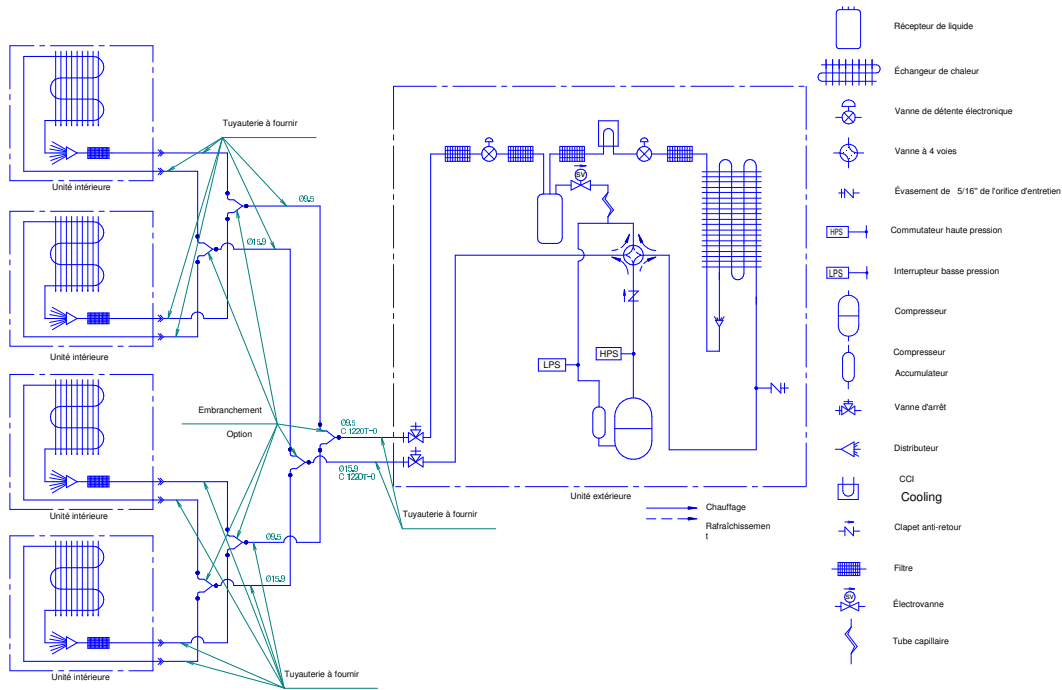 Récepteur de liquide
Échangeur de chaleur
Tuyauterie à fournir
Vanne de détente électronique
SV
Vanne à 4 voies
Unité intérieure
Évasement de 5/16" de l'orifice d'entretien
Ø9.5
Commutateur haute pression
HPS
Ø15.9
Interrupteur basse pression
LPS
Compresseur
Unité intérieure
HPS
LPS
Compresseur
Accumulateur
Embranchement
Option
Ø9.5
C 1220T-0
Vanne d'arrêt
Ø15.9
C 1220T-0
Distributeur
CCI
Cooling
Unité extérieure
Unité intérieure
Tuyauterie à fournir
Chauffage
Rafraîchissemen
t
Clapet anti-retour
Ø9.5
Filtre
Ø15.9
SV
Électrovanne
Tube capillaire
Unité intérieure
Tuyauterie à fournir